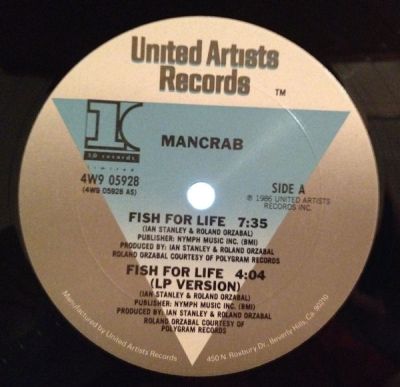 United Artists
Records
TM
10 records
limited
MANCRAB
4W9 05928
(4W9 05928 AS)
SIDE A
℗ 1986 UNITED ARTISTS
RECORDS INC.
FISH FOR LIFE 7:35
(IAN STANLEY & ROLAND ORZABAL)
PUBLISHER: NYMPH MUSIC INC. (BMI)
PRODUCED BY: IAN STANLEY & ROLAND ORZABAL
ROLAND ORZABAL COURTESY OF POLYGRAM RECORDS
FISH FOR LIFE 4:04
(LP VERSION)
(IAN STANLEY & ROLAND ORZABAL)
PUBLISHER: NYMPH MUSIC INC. (BMI)
PRODUCED BY: IAN STANLEY & ROLAND ORZABAL
ROLAND ORZABAL COURTESY OF
POLYGRAM RECORDS
Manufactured by United Artists Records
450 N. Roxbury Dr., Beverly Hills, Ca. 90210